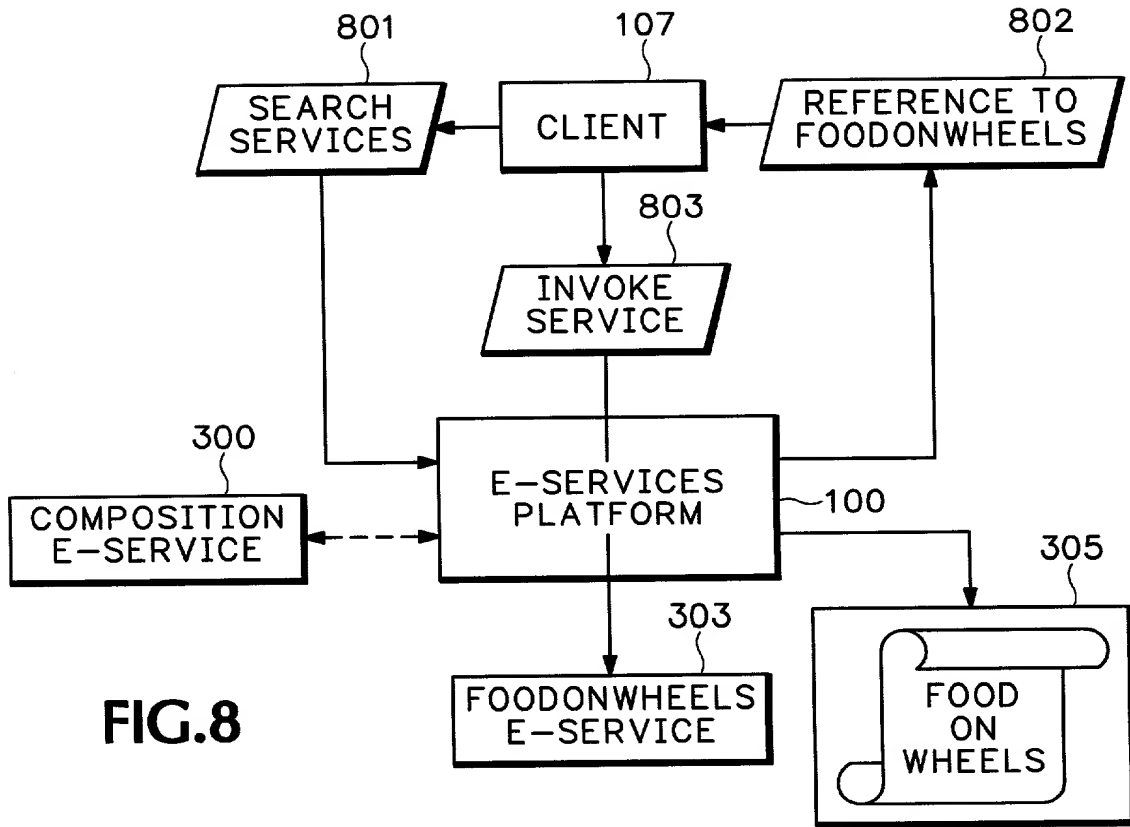 801
107
802
SEARCH
SERVICES
CLIENT
REFERENCE TO
FOODONWHEELS
803
INVOKE
SERVICE
300
COMPOSITION
E-SERVICE
E-SERVICES
PLATFORM
100
305
303
FOODONWHEELS
E-SERVICE
FOOD
ON
WHEELS
FIG.8